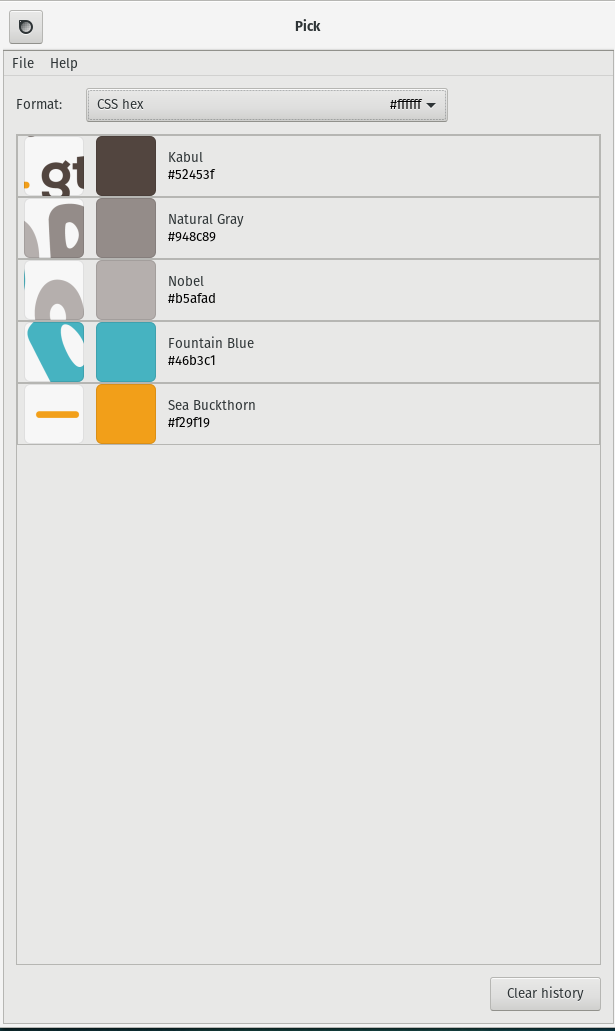 Pick
File Help
Format: CSS hex #ffffff
gt
Kabul
#52453f
Natural Gray
#948c89
Nobel
#b5afad
Fountain Blue
#46b3c1
Sea Buckthorn
#f29f19
Clear history